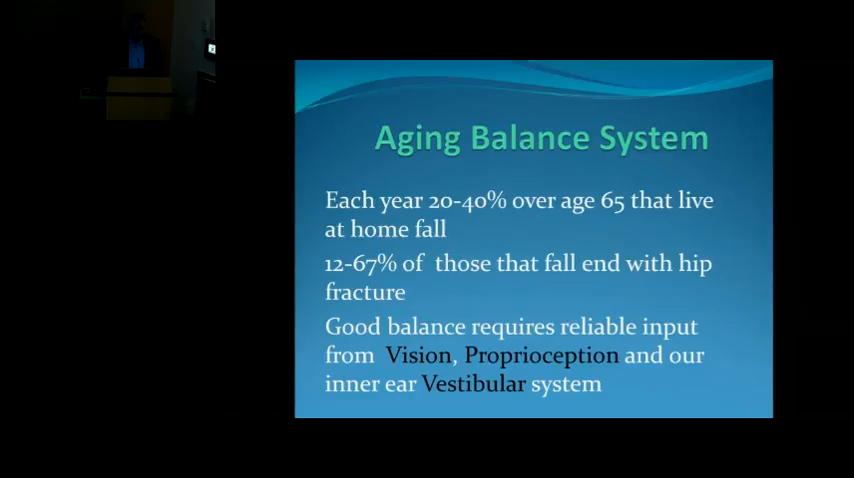 Aging Balance System
Each year 20-40% over age 65 that live
at home fall
12-67% of those that fall end with hip
fracture
Good balance requires reliable input
from Vision, Proprioception and our
inner ear Vestibular system